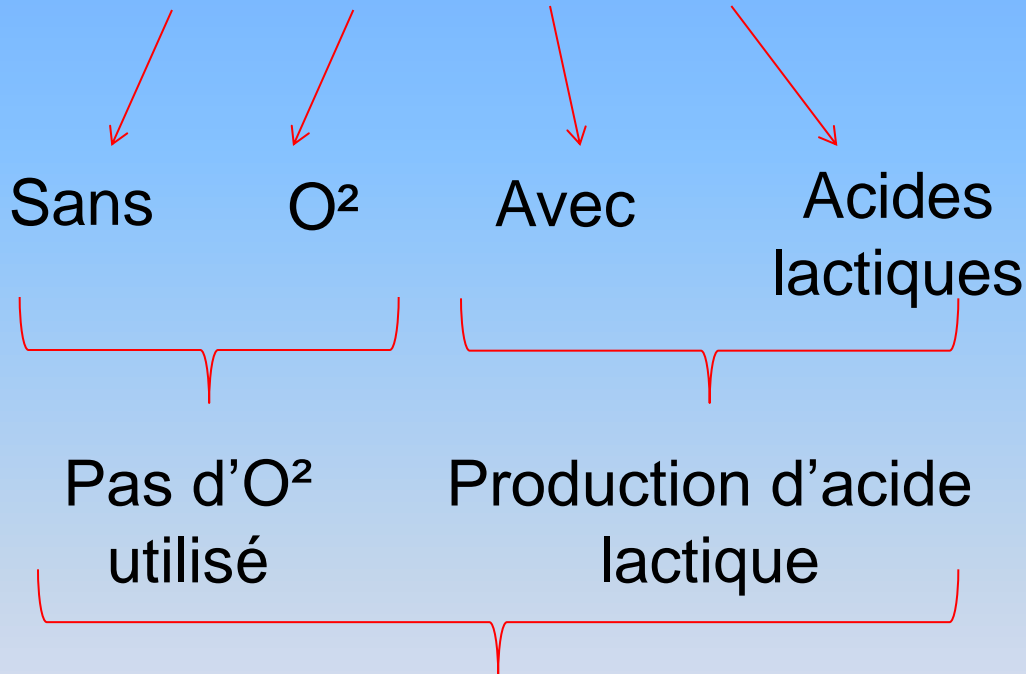 Sans O² Avec Acides
lactiques
Pas d’O² Production d’acide
utilisé lactique